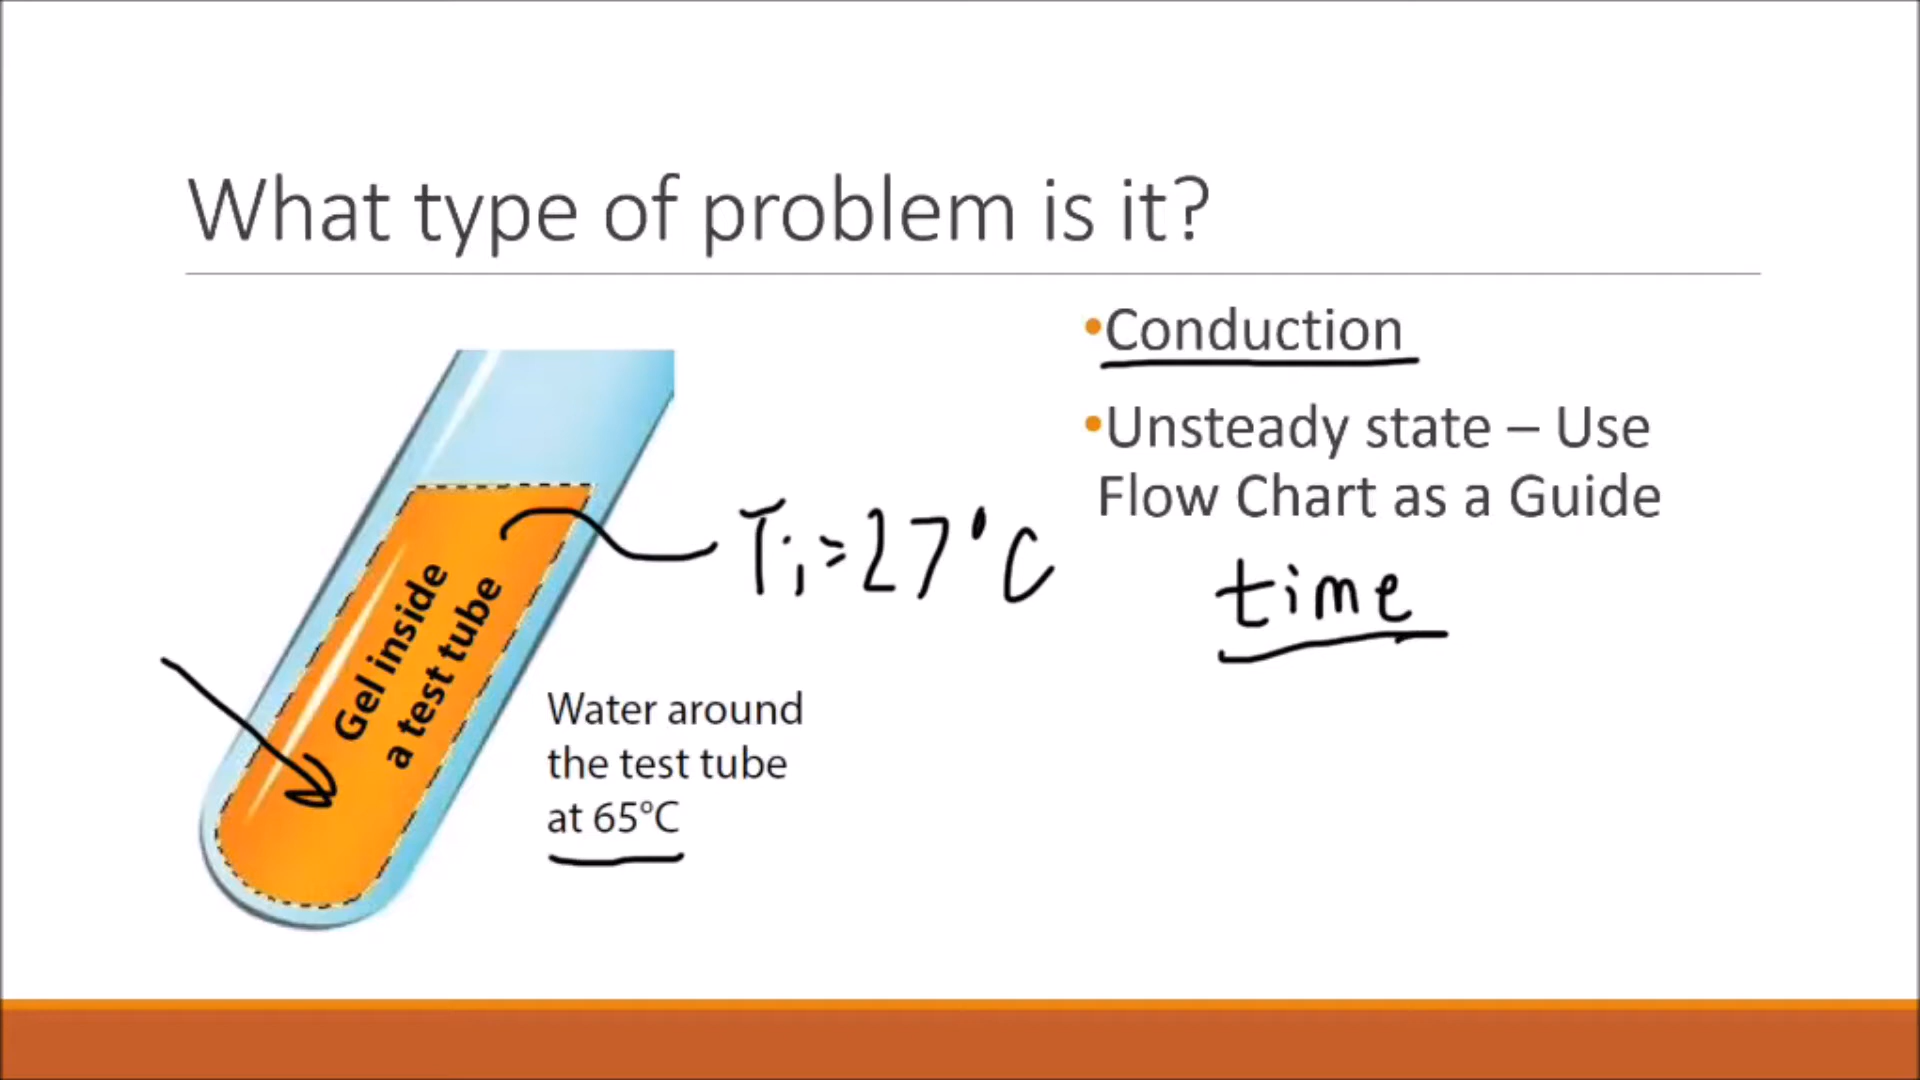 What type of problem is it?
•Conduction
•Unsteady state – Use
Flow Chart as a Guide
time
Ti=27°C
Gel inside
a test tube
Water around
the test tube
at 65°C